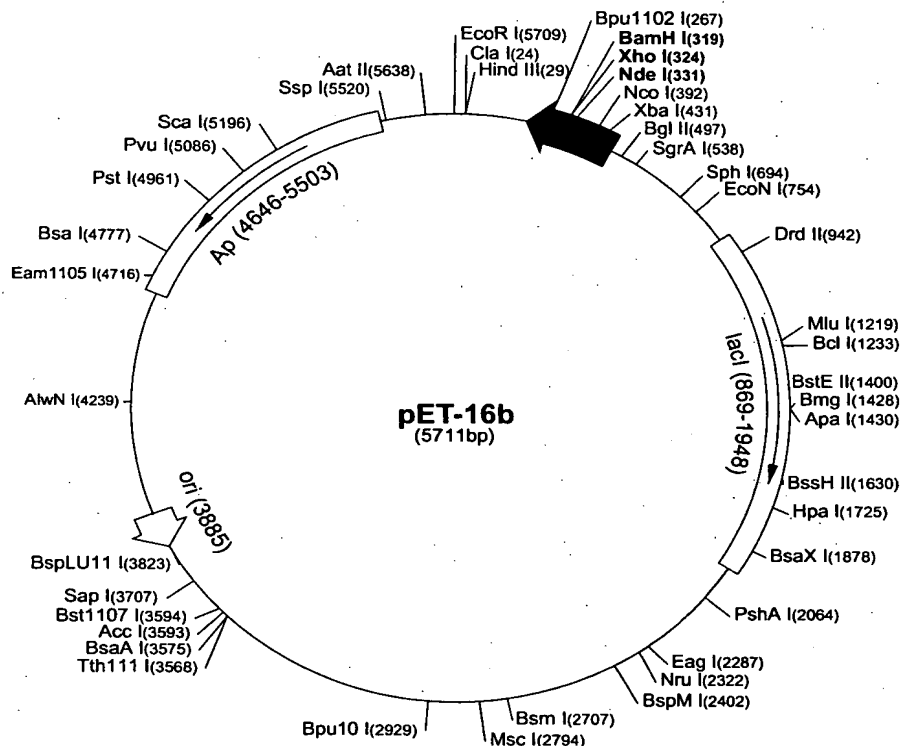 EcoR I(5709)
Cla I(24)
Hind III(29)
Bpu1102 I(267)
BamH I(319)
Xho I(324)
Nde I(331)
Nco I(392)
Xba I(431)
Bgl II(497)
SgrA I(538)
Sph I(694)
EcoN I(754)
Drd II(942)
Mlu I(1219)
Bcl I(1233)
BstE II(1400)
Bmg I(1428)
Apa I(1430)
BssH II(1630)
Hpa I(1725)
BsaX I(1878)
PshA I(2064)
Eag I(2287)
Nru I(2322)
BspM I(2402)
Bsm I(2707)
Msc I(2794)
Bpu10 I(2929)
Tth111 I(3568)
BsaA I(3575)
Acc I(3593)
Bst1107 I(3594)
Sap I(3707)
BspLU11 I(3823)
AlwN I(4239)
Eam1105 I(4716)
Bsa I(4777)
Pst I(4961)
Pvu I(5086)
Sca I(5196)
Ssp I(5520)
Aat II(5638)
Ap (4646-5503)
lacI (869-1948)
ori (3885)
pET-16b
(5711bp)